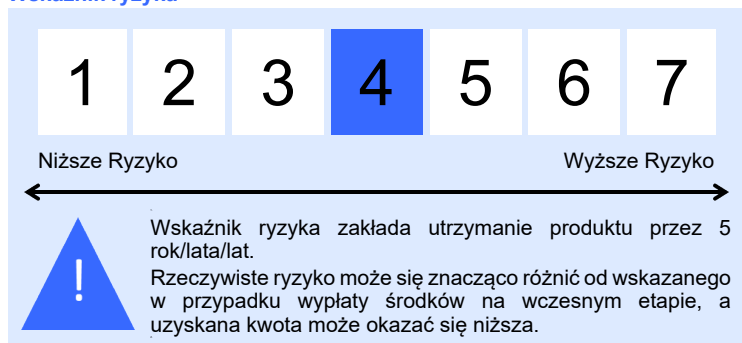 1 2 3 4 5 6 7
Niższe Ryzyko Wyższe Ryzyko
Wskaźnik ryzyka zakłada utrzymanie produktu przez 5
rok/lata/lat.
Rzeczywiste ryzyko może się znacząco różnić od wskazanego
w przypadku wypłaty środków na wczesnym etapie, a
uzyskana kwota może okazać się niższa.